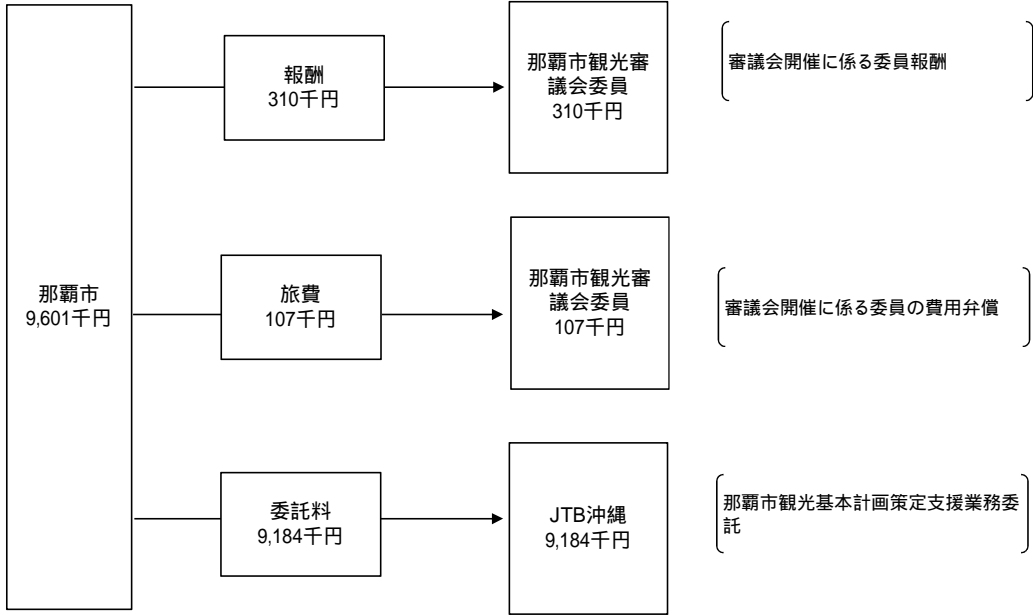 報酬
310千円
那覇市観光審
議会委員
310千円
審議会開催に係る委員報酬
那覇市
9,601千円
旅費
107千円
那覇市観光審
議会委員
107千円
審議会開催に係る委員の費用弁償
委託料
9,184千円
JTB沖縄
9,184千円
那覇市観光基本計画策定支援業務委
託